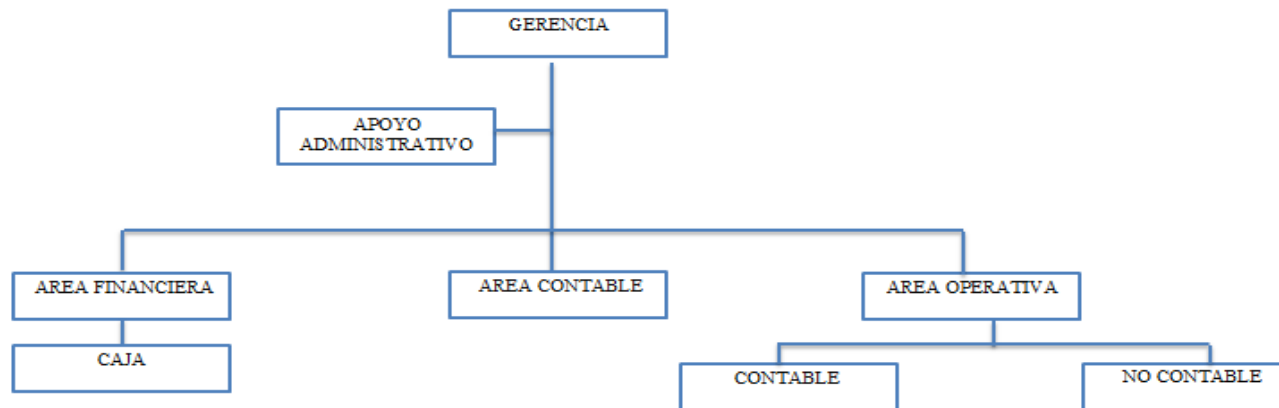 GERENCIA
APOYO
ADMINISTRATIVO
AREA FINANCIERA
AREA CONTABLE
AREA OPERATIVA
CAJA
CONTABLE
NO CONTABLE